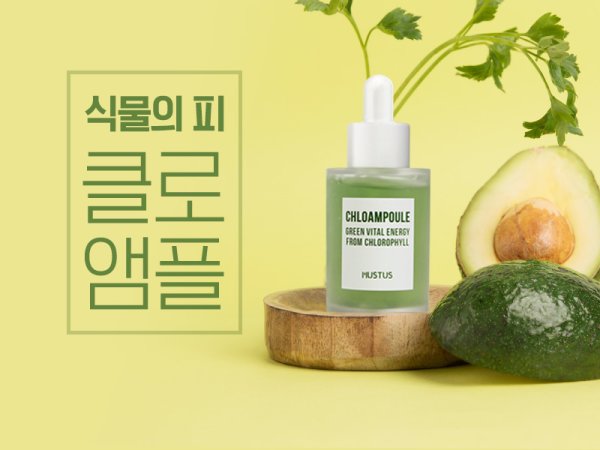 식물의 피
클로
앰플
CHLOAMPOULE
GREEN VITAL ENERGY
FROM CHLOROPHYLL
MUSTUS